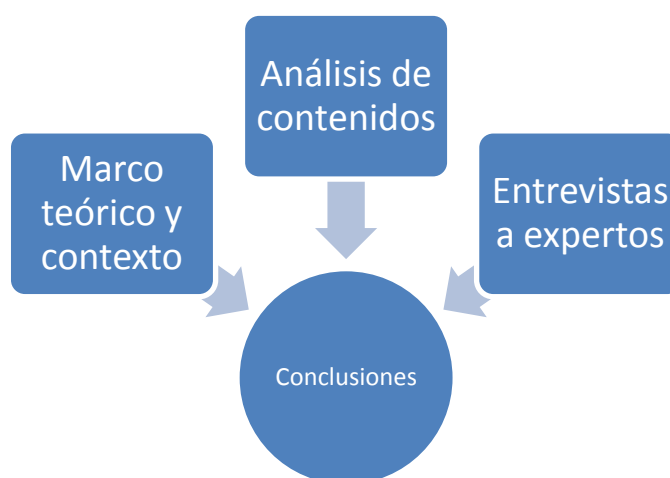 Análisis de
contenidos
Marco
teórico y
contexto
Entrevistas
a expertos
Conclusiones